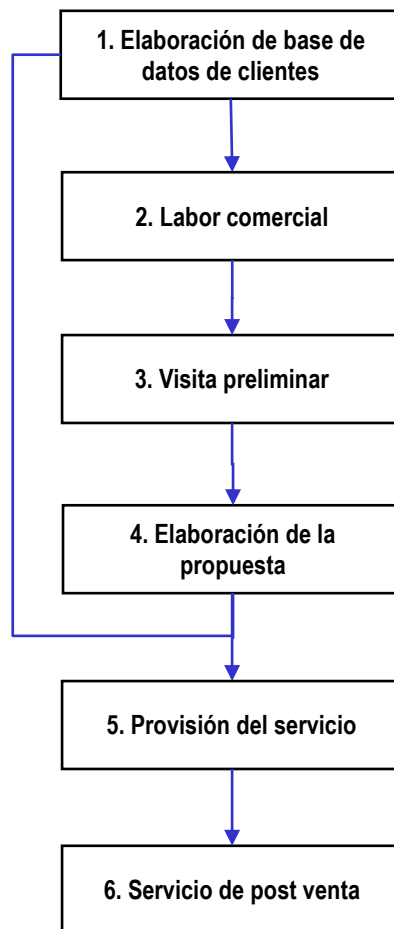 1. Elaboración de base de
datos de clientes
2. Labor comercial
3. Visita preliminar
4. Elaboración de la
propuesta
5. Provisión del servicio
6. Servicio de post venta